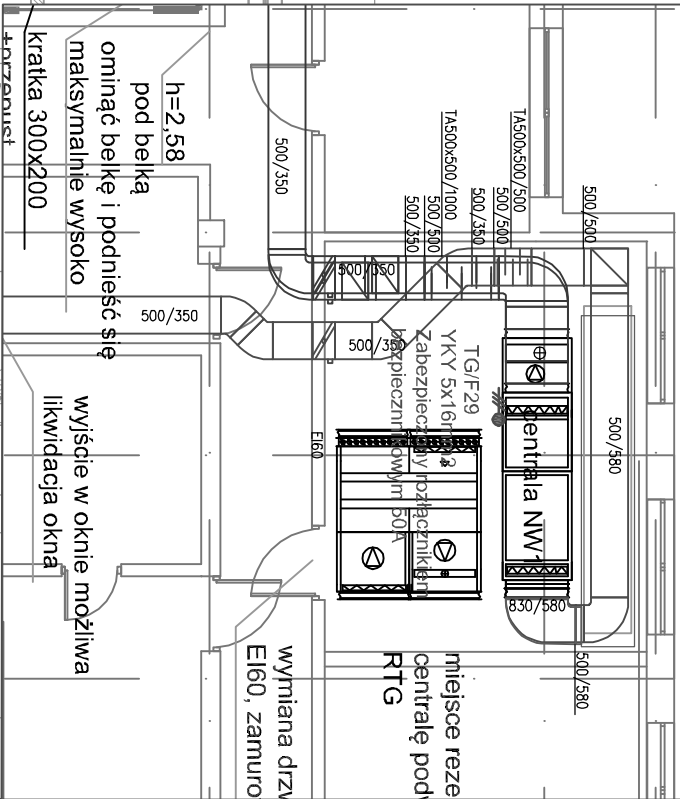 h=2,58
pod belką
ominąć belkę i podnieść się
maksymalnie wysoko
kratka 300x200
+przepust
500/350
TA500x500/1000
500/500
500/350
TA500x500/500
500/500
500/350
500/500
500/350
500/350
500/350
TG/F29
YKY 5x16mm2
Zabezpieczony rozłącznikiem
bezpiecznikowym 50A
EI60
centrala NW1
500/580
830/580
500/580
wyjście w oknie możliwa
likwidacja okna
wymiana drzw
EI60, zamuro
miejsce reze
centralę pod
RTG